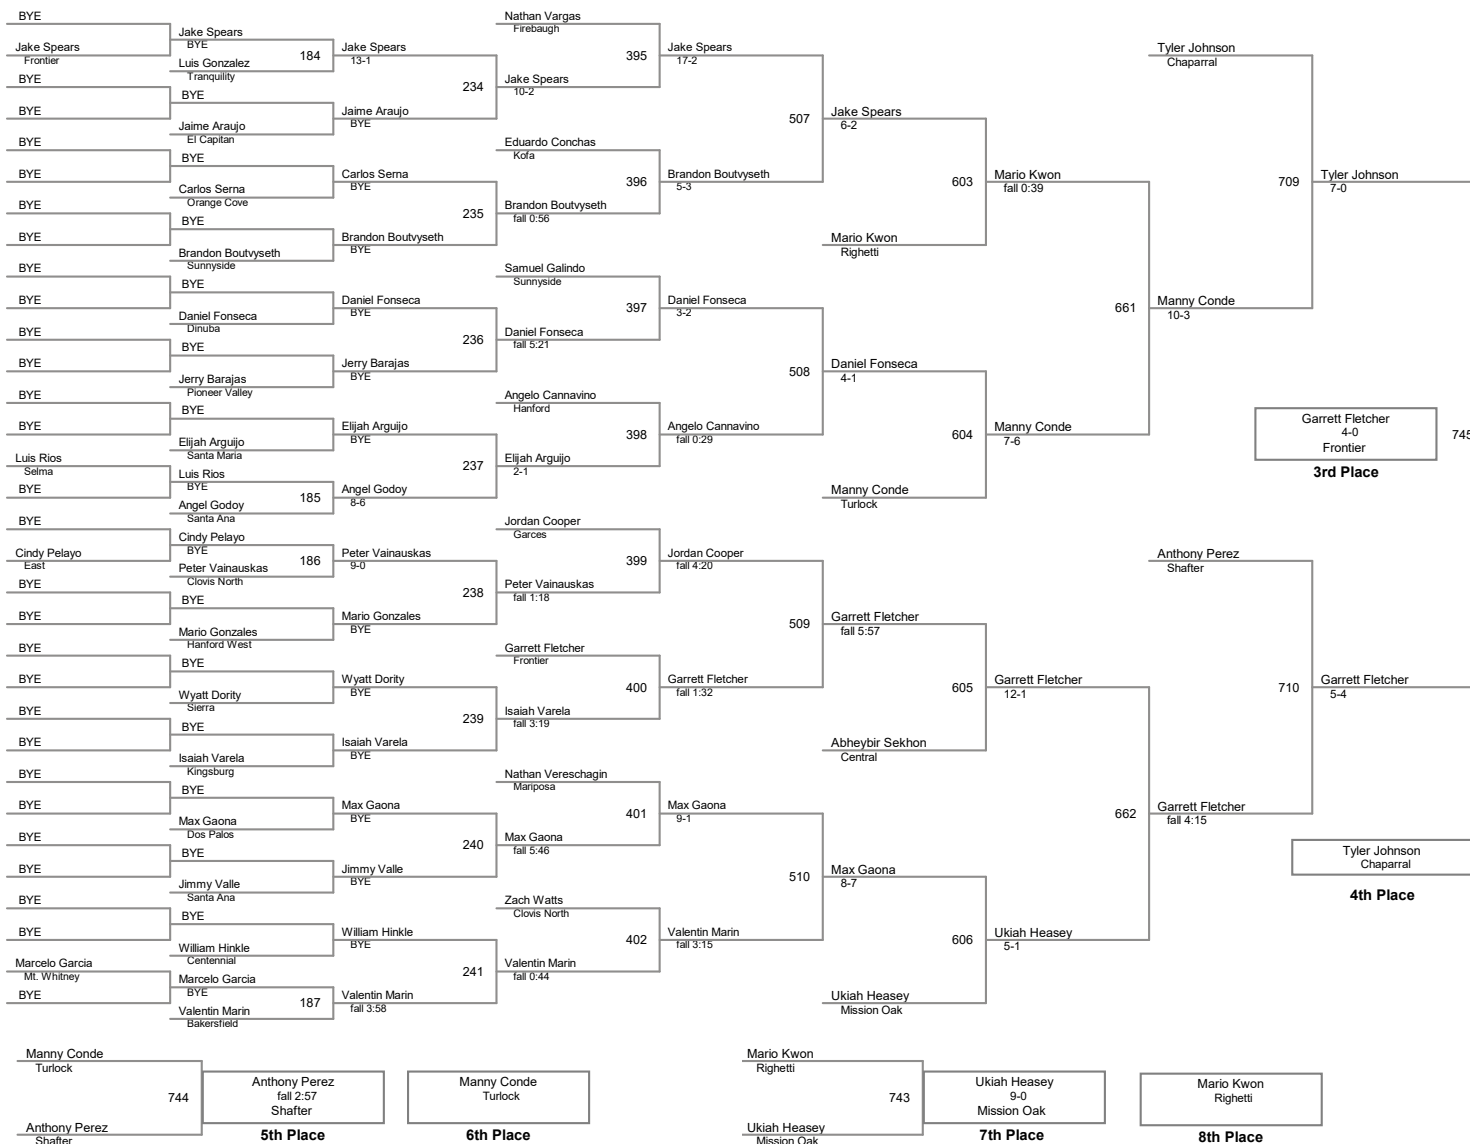 BYE
Jake Spears
Frontier
BYE
BYE
BYE
BYE
BYE
BYE
BYE
BYE
BYE
BYE
BYE
BYE
Luis Rios
Selma
BYE
BYE
Cindy Pelayo
East
BYE
BYE
BYE
BYE
BYE
BYE
BYE
BYE
BYE
BYE
BYE
BYE
Marcelo Garcia
Mt. Whitney
BYE
Jake Spears
BYE
184
Luis Gonzalez
Tranquility
BYE
Jaime Araujo
El Capitan
BYE
Carlos Serna
Orange Cove
BYE
Brandon Boutvyseth
Sunnyside
BYE
Daniel Fonseca
Dinuba
BYE
Jerry Barajas
Pioneer Valley
BYE
Elijah Arguijo
Santa Maria
Luis Rios
BYE
185
Angel Godoy
Santa Ana
Cindy Pelayo
BYE
186
Peter Vainauskas
Clovis North
BYE
Mario Gonzales
Hanford West
BYE
Wyatt Dority
Sierra
BYE
Isaiah Varela
Kingsburg
BYE
Max Gaona
Dos Palos
BYE
Jimmy Valle
Santa Ana
BYE
William Hinkle
Centennial
Marcelo Garcia
BYE
187
Valentin Marin
Bakersfield
Jake Spears
13-1
234
Jaime Araujo
BYE
Carlos Serna
BYE
235
Brandon Boutvyseth
BYE
Daniel Fonseca
BYE
236
Jerry Barajas
BYE
Elijah Arguijo
BYE
237
Angel Godoy
8-6
Peter Vainauskas
9-0
238
Mario Gonzales
BYE
Wyatt Dority
BYE
239
Isaiah Varela
BYE
Max Gaona
BYE
240
Jimmy Valle
BYE
William Hinkle
BYE
241
Valentin Marin
fall 3:58
Nathan Vargas
Firebaugh
395
Jake Spears
10-2
Eduardo Conchas
Kofa
396
Brandon Boutvyseth
fall 0:56
Samuel Galindo
Sunnyside
397
Daniel Fonseca
fall 5:21
Angelo Cannavino
Hanford
398
Elijah Arguijo
2-1
Jordan Cooper
Garces
399
Peter Vainauskas
fall 1:18
Garrett Fletcher
Frontier
400
Isaiah Varela
fall 3:19
Nathan Vereschagin
Mariposa
401
Max Gaona
fall 5:46
Zach Watts
Clovis North
402
Valentin Marin
fall 0:44
Jake Spears
17-2
507
Brandon Boutvyseth
5-3
Daniel Fonseca
3-2
508
Angelo Cannavino
fall 0:29
Jordan Cooper
fall 4:20
509
Garrett Fletcher
fall 1:32
Max Gaona
9-1
510
Valentin Marin
fall 3:15
Jake Spears
6-2
603
Mario Kwon
Righetti
Daniel Fonseca
4-1
604
Manny Conde
Turlock
Garrett Fletcher
fall 5:57
605
Abheybir Sekhon
Central
Max Gaona
8-7
606
Ukiah Heasey
Mission Oak
Mario Kwon
fall 0:39
661
Manny Conde
7-6
Garrett Fletcher
12-1
662
Ukiah Heasey
5-1
Tyler Johnson
Chaparral
709
Manny Conde
10-3
Anthony Perez
Shafter
710
Garrett Fletcher
fall 4:15
Tyler Johnson
7-0
Garrett Fletcher
4-0
Frontier
745
3rd Place
Garrett Fletcher
5-4
Tyler Johnson
Chaparral
4th Place
Manny Conde
Turlock
744
Anthony Perez
Shafter
Anthony Perez
fall 2:57
Shafter
5th Place
Manny Conde
Turlock
6th Place
Mario Kwon
Righetti
743
Ukiah Heasey
Mission Oak
Ukiah Heasey
9-0
Mission Oak
7th Place
Mario Kwon
Righetti
8th Place